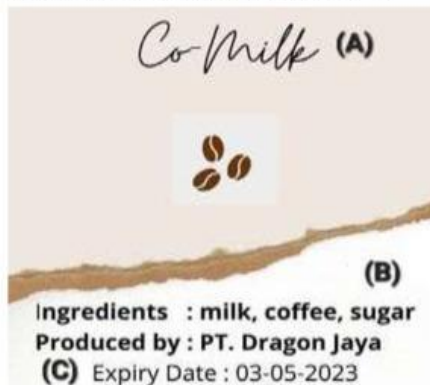 Co-Milk (A)
(B)
Ingredients : milk, coffee, sugar
Produced by : PT. Dragon Jaya
(C) Expiry Date : 03-05-2023